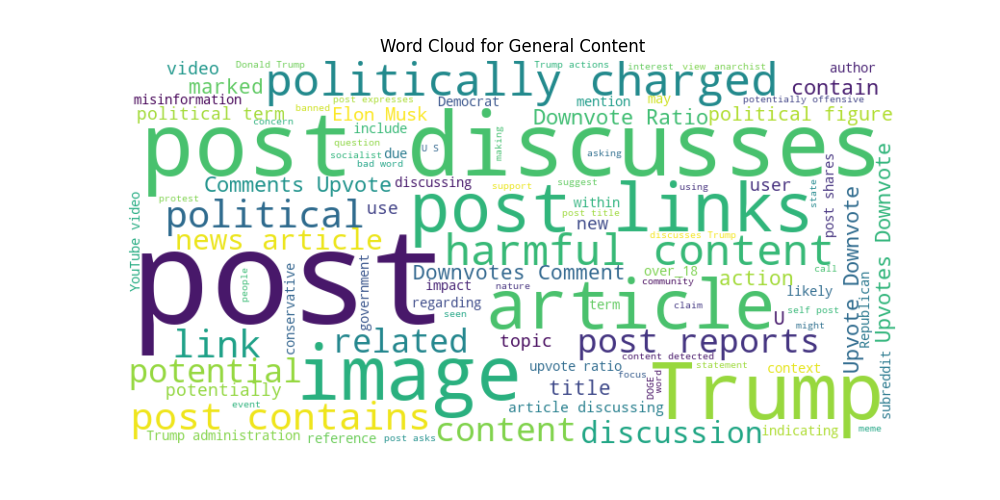 Word Cloud for General Content
video
Donald Trump
politically charged
Trump actions
interest
view
anarchist
author
marked
contain
misinformation
post expresses
Democrat
mention
may
potentially offensive
political term
concern
banned
Elon Musk
Downvote Ratio
political figure
post discusses
include
question
making
socialist
due
U S
asking
bad word
Comments Upvote
discussing
support
suggest
using
user
state
post shares
Upvotes Downvote
YouTube video
protest
political
use
post links
within
post title
new
Upvote Downvote
news article
harmful content
discusses Trump
post
people
conservative
government
Downvotes Comment
over_18
action
call
impact
nature
community
likely
Republican
regarding
seen
article
term
claim
U
self post
might
link
related
topic
post reports
content detected
potential
image
upvote ratio
focus
DOGE
word
statement
context
subreddit
potentially
title
Trump
post contains
event
article discussing
Trump administration
reference
post asks
content
discussion
indicating
meme